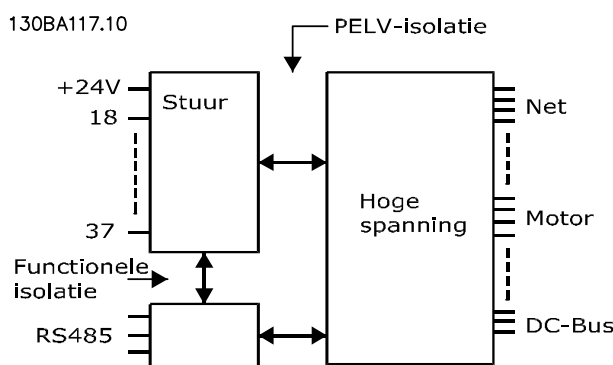 130BA117.10
PELV-isolatie
+24V
Stuur
18
Net
37
Hoge
spanning
Motor
Functionele
isolatie
RS485
DC-Bus